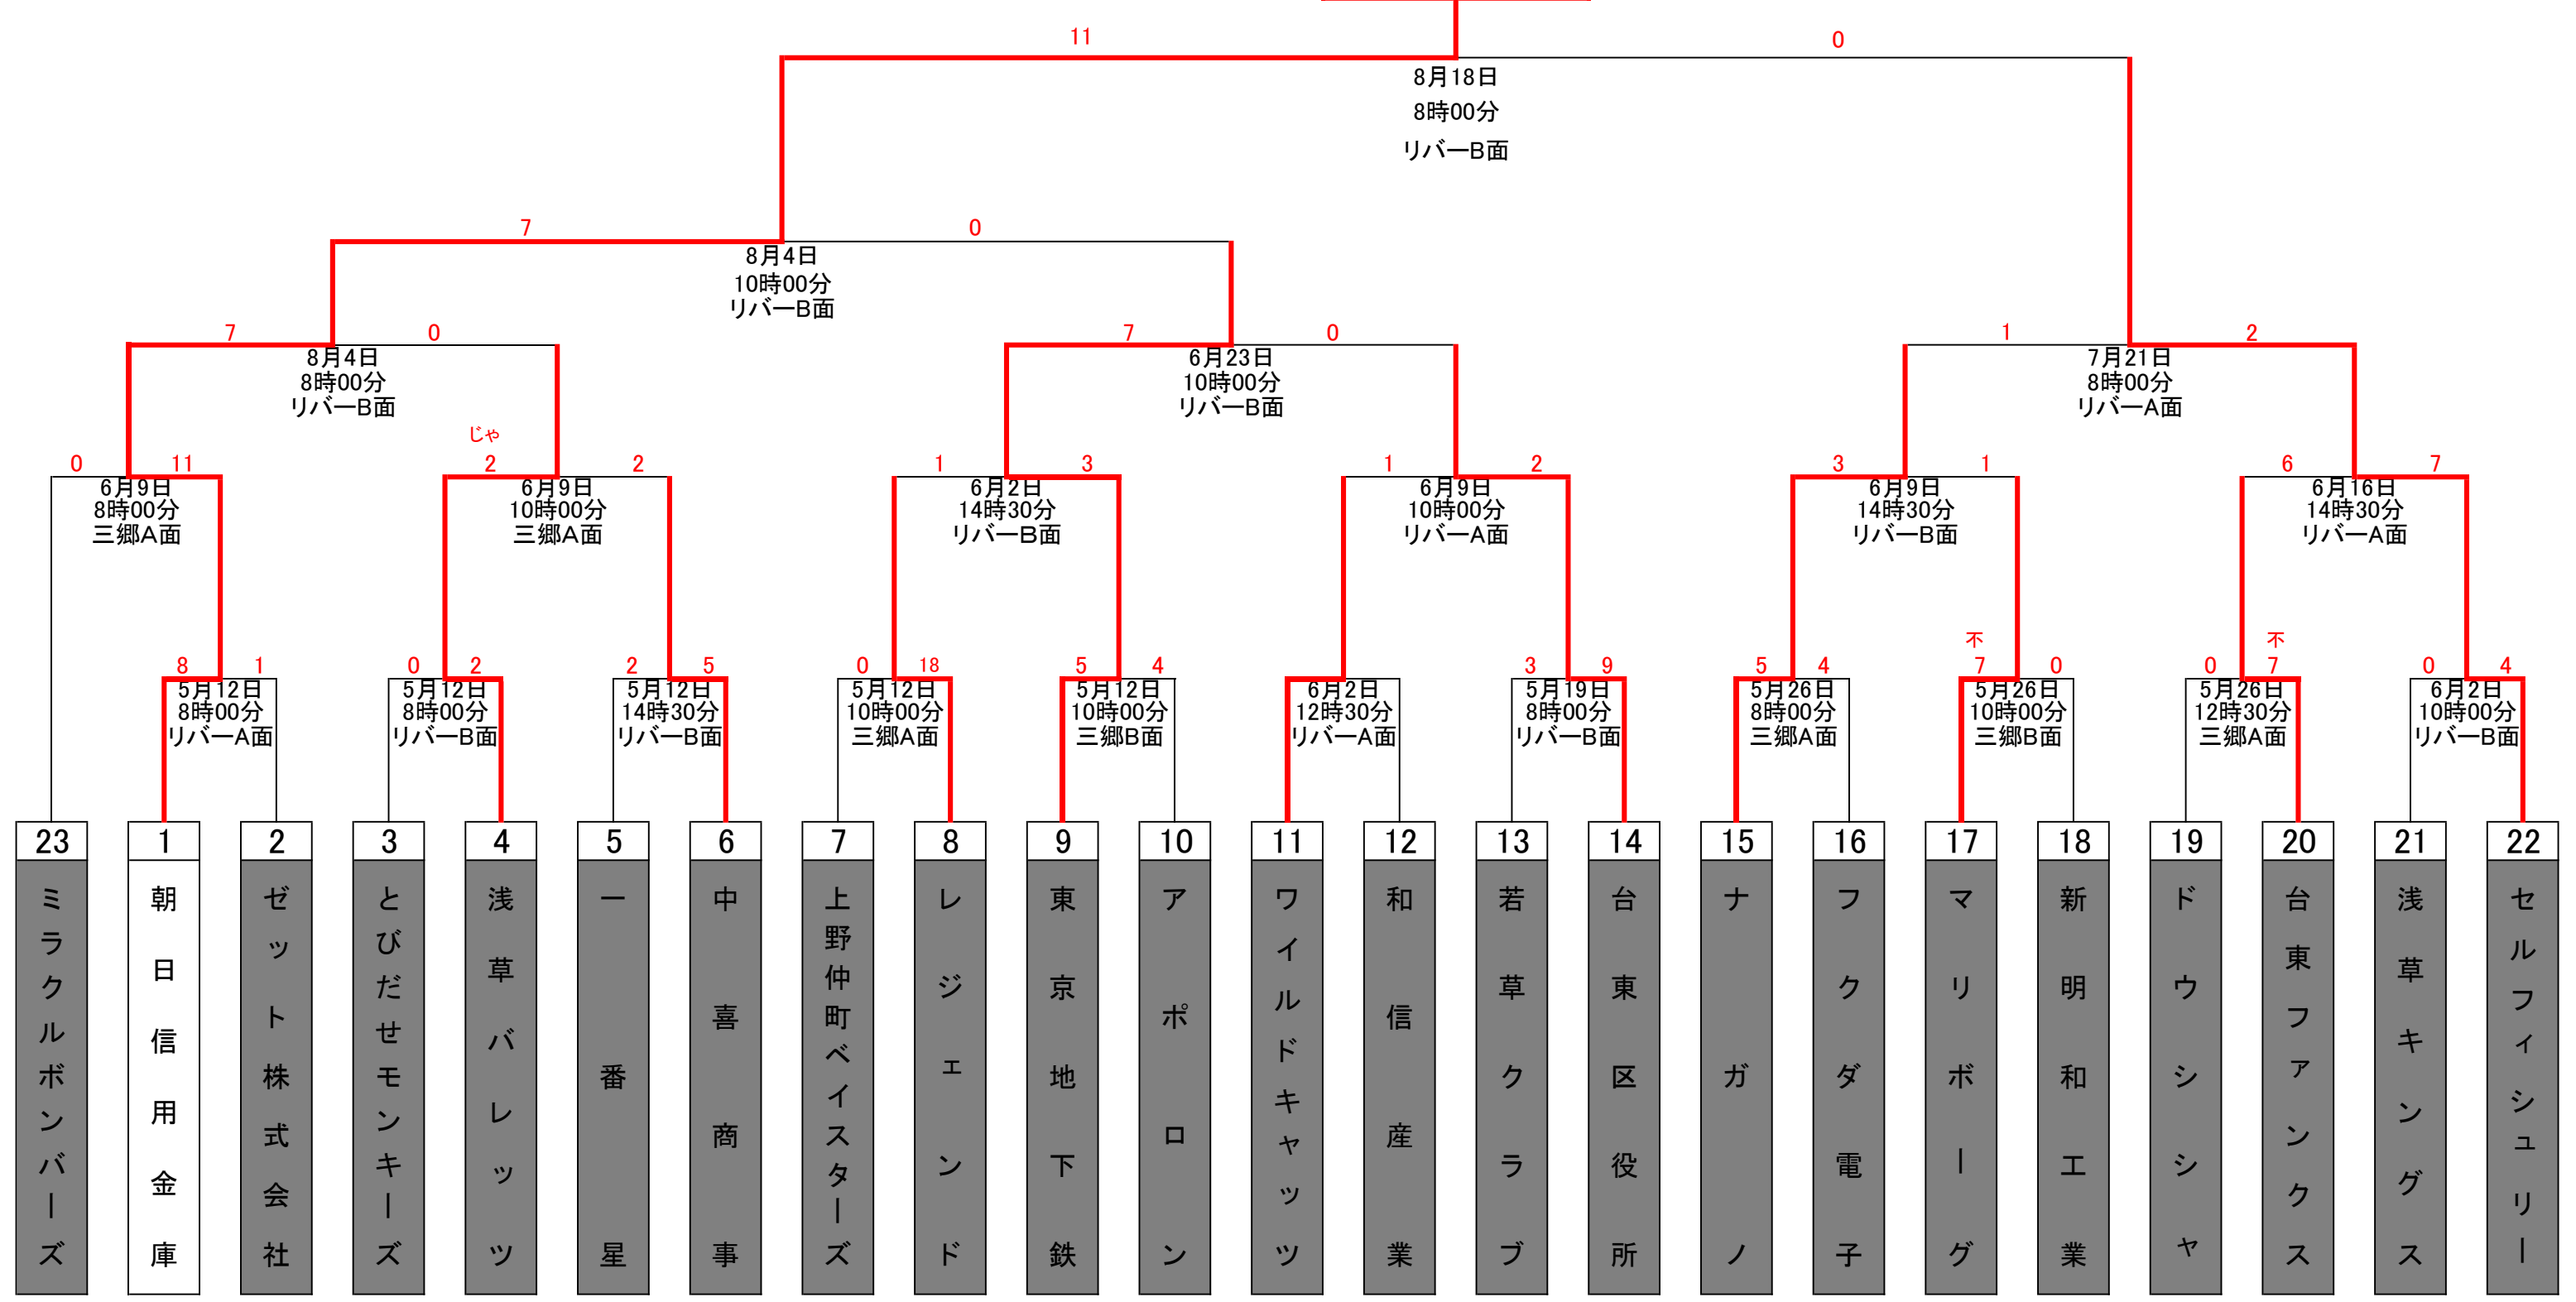 11 0
8月18日
8時00分
リバーB面
7 0
8月4日
10時00分
リバーB面
7 0 7 0 1 2
8月4日 6月23日 7月21日
8時00分 10時00分 8時00分
リバーB面 リバーB面 リバーA面
じゃ
0 11 2 2 1 3 1 2 3 1 6 7
6月9日 6月9日 6月2日 6月9日 6月9日 6月16日
8時00分 10時00分 14時30分 10時00分 14時30分 14時30分
三郷A面 三郷A面 リバーB面 リバーA面 リバーB面 リバーA面
不 不
8 1 0 2 2 5 0 18 5 4 3 9 5 4 7 0 0 7 0 4
5月12日 5月12日 5月12日 5月12日 5月12日 6月2日 5月19日 5月26日 5月26日 5月26日 6月2日
8時00分 8時00分 14時30分 10時00分 10時00分 12時30分 8時00分 8時00分 10時00分 12時30分 10時00分
リバーA面 リバーB面 リバーB面 三郷A面 三郷B面 リバーA面 リバーB面 三郷A面 三郷B面 三郷A面 リバーB面
23 1 2 3 4 5 6 7 8 9 10 11 12 13 14 15 16 17 18 19 20 21 22
ミラクルボンバーズ
朝日信用金庫
ゼット株式会社
とびだせモンキーズ
浅草バレッツ
一番星
中喜商事
上野仲町ベイスターズ
レジェンド
東京地下鉄
アポロン
ワイルドキャッツ
和信産業
若草クラブ
台東区役所
ナガノ
フクダ電子
マリボーグ
新明和工業
ドウシシャ
台東ファンクス
浅草キングス
セルフィシュリー